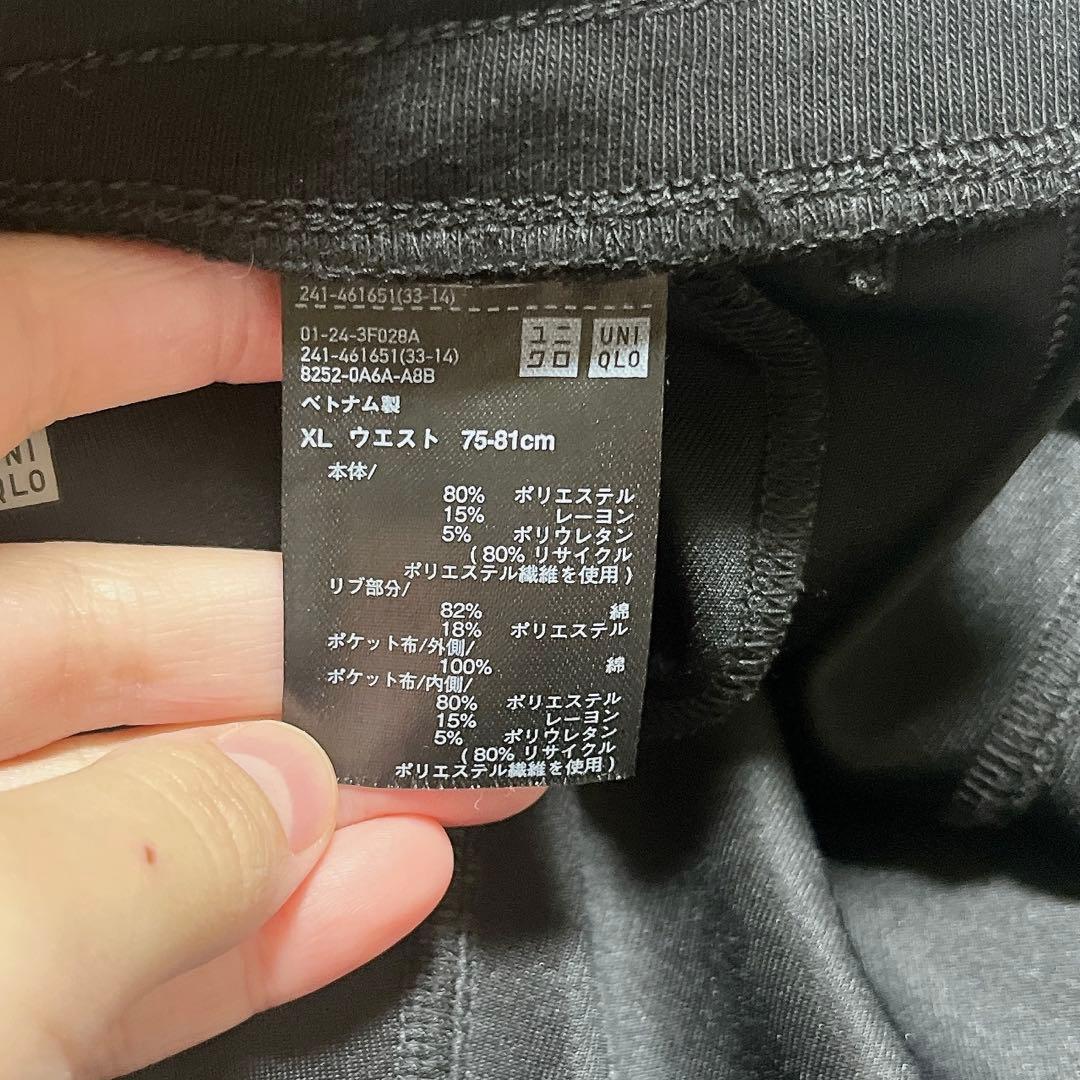 241-461651(33-14)
01-24-3F028A
241-461651(33-14)
8252-0A6A-A8B
ユニ
クロ
UNI
QLO
ベトナム製
XL ウエスト 75-81cm
本体/
80% ポリエステル
15% レーヨン
5% ポリウレタン
( 80% リサイクル
ポリエステル繊維を使用 )
リブ部分/
82% 綿
18% ポリエステル
ポケット布/外側/
100% 綿
ポケット布/内側/
80% ポリエステル
15% レーヨン
5% ポリウレタン
( 80% リサイクル
ポリエステル繊維を使用 )
NI
QLO